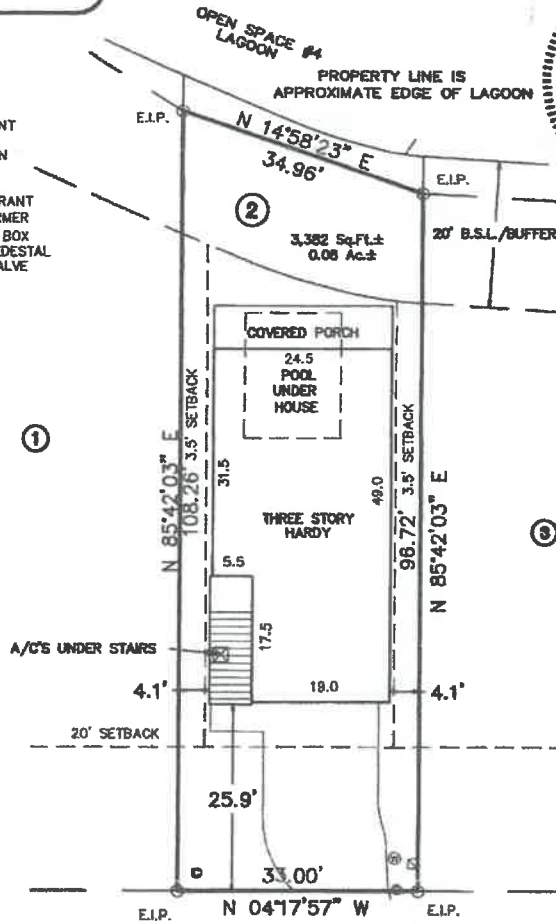 OPEN SPACE #4
LAGOON
PROPERTY LINE IS
APPROXIMATE EDGE OF LAGOON
E.I.P.
N 14°58'23" E
34.96'
E.I.P.
②
3,382 Sq.Ft.±
0.08 Ac.±
20' B.S.L./BUFFER
NT
N
RANT
RMER
BOX
EDESTAL
ALVE
COVERED PORCH
24.5
POOL
UNDER
HOUSE
①
N 85°42'03" E
108.26'
3.5' SETBACK
31.5
49.0
3.5' SETBACK
96.72'
N 85°42'03" E
THREE STORY
HARDY
③
5.5
17.5
A/C'S UNDER STAIRS
4.1'
19.0
4.1'
20' SETBACK
25.9'
33.00'
E.I.P.
N 04°17'57" W
E.I.P.